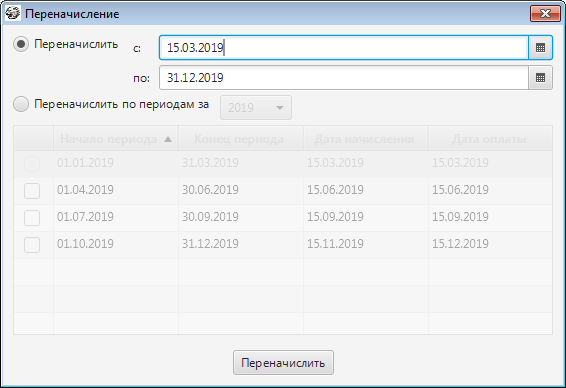 Переначисление
Переначислить с: 15.03.2019
по: 31.12.2019
Переначислить по периодам за 2019
Начало периода Конец периода Дата начисления Дата оплаты
01.01.2019 31.03.2019 15.03.2019 15.03.2019
01.04.2019 30.06.2019 15.06.2019 15.06.2019
01.07.2019 30.09.2019 15.09.2019 15.09.2019
01.10.2019 31.12.2019 15.11.2019 15.12.2019
Переначислить